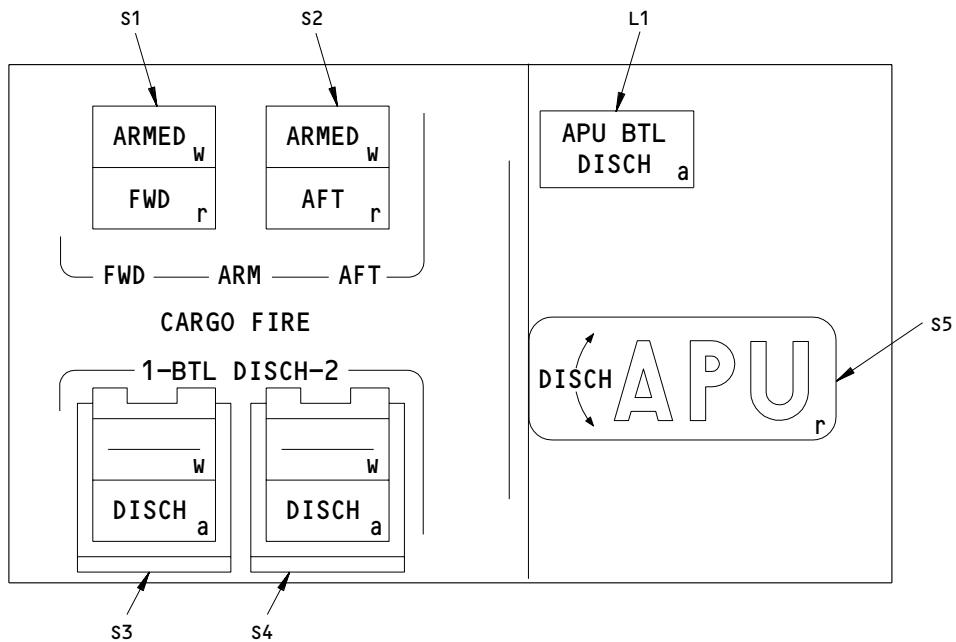 S1 S2 L1
ARMED W ARMED W APU BTL
DISCH a
FWD r AFT r
FWD ARM AFT
CARGO FIRE
S5
1-BTL DISCH-2
DISCH APU r
W W
DISCH a DISCH a
S3 S4